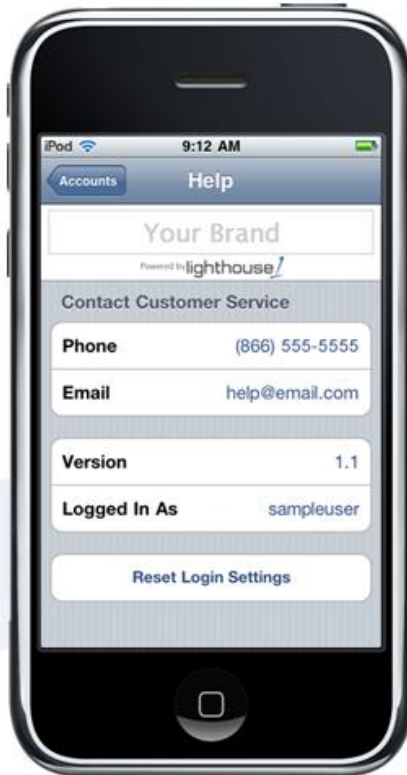 iPod 9:12 AM
Accounts Help
Your Brand
Powered by lighthouse1
Contact Customer Service
Phone (866) 555-5555
Email help@email.com
Version 1.1
Logged In As sampleuser
Reset Login Settings